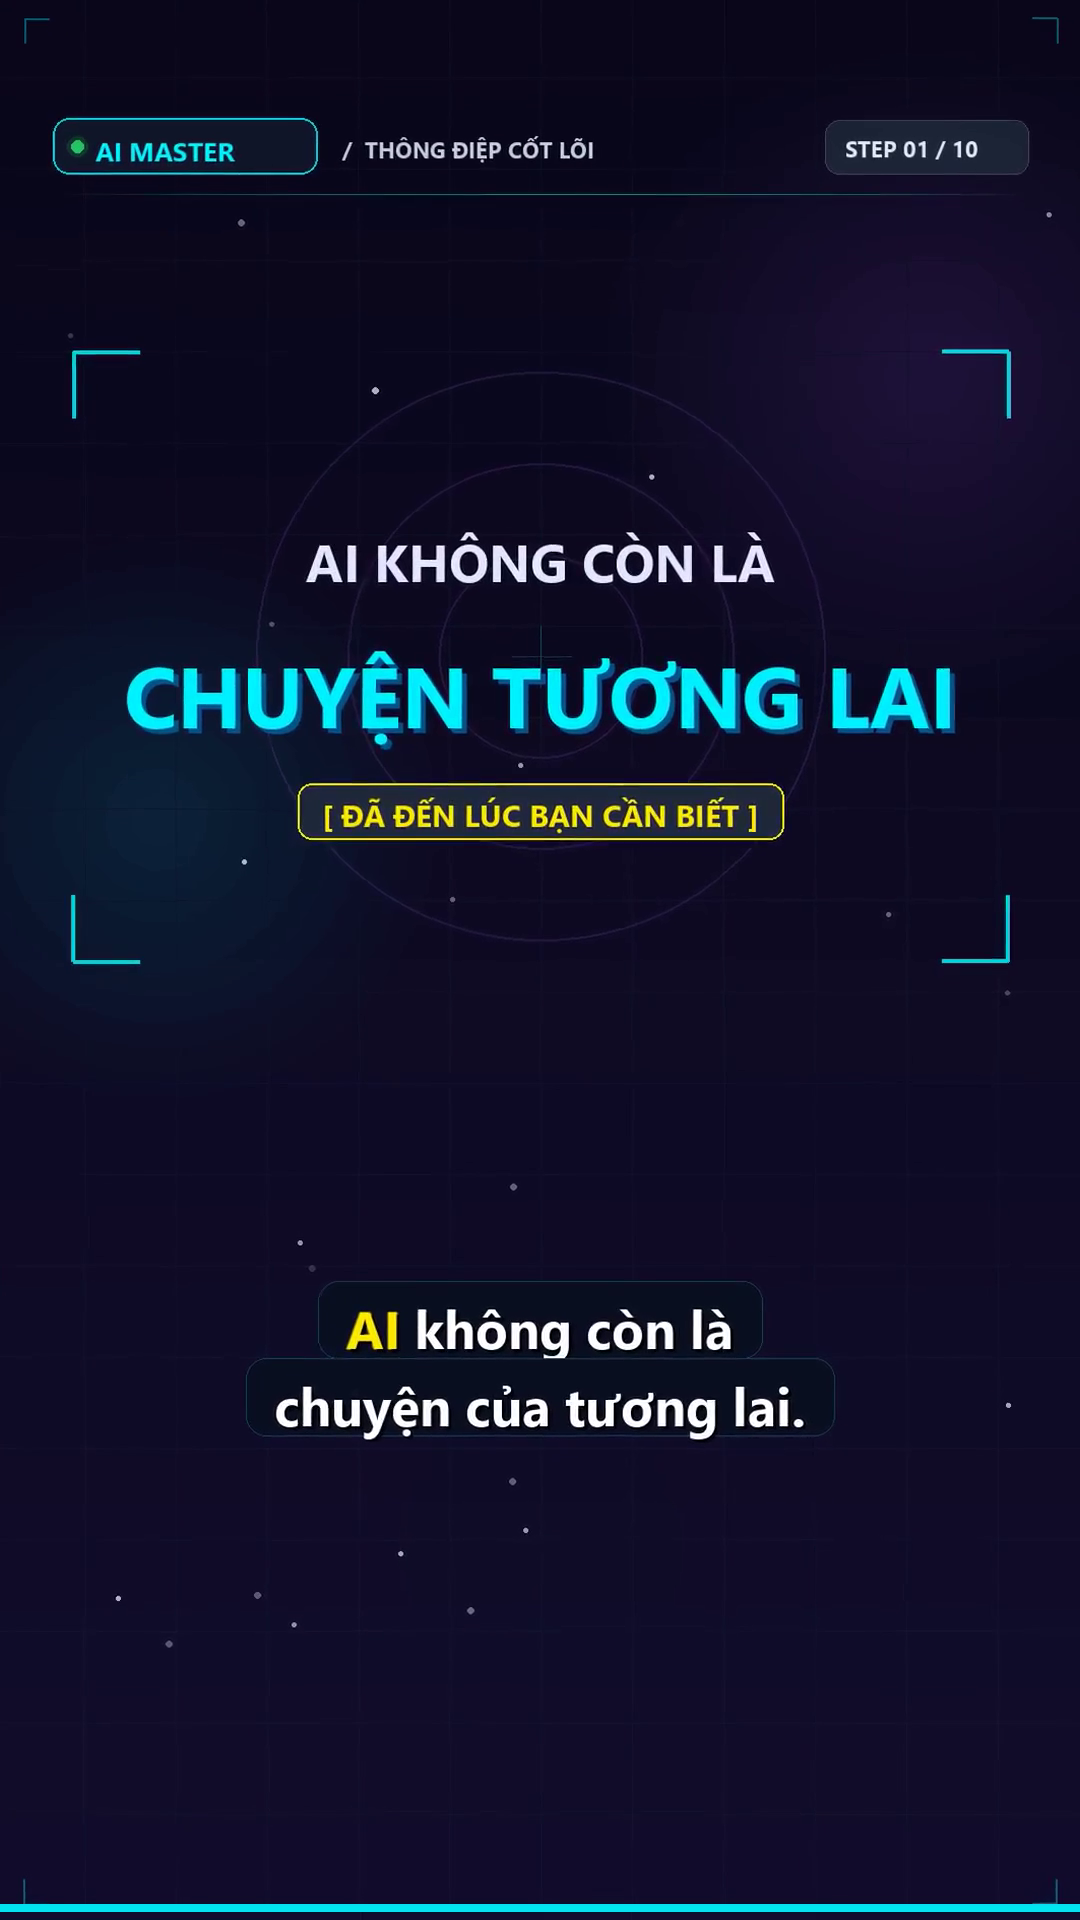 AI MASTER
/ THÔNG ĐIỆP CỐT LÕI
STEP 01 / 10
AI KHÔNG CÒN LÀ
CHUYỆN TƯƠNG LAI
[ ĐÃ ĐẾN LÚC BẠN CẦN BIẾT ]
AI không còn là
chuyện của tương lai.